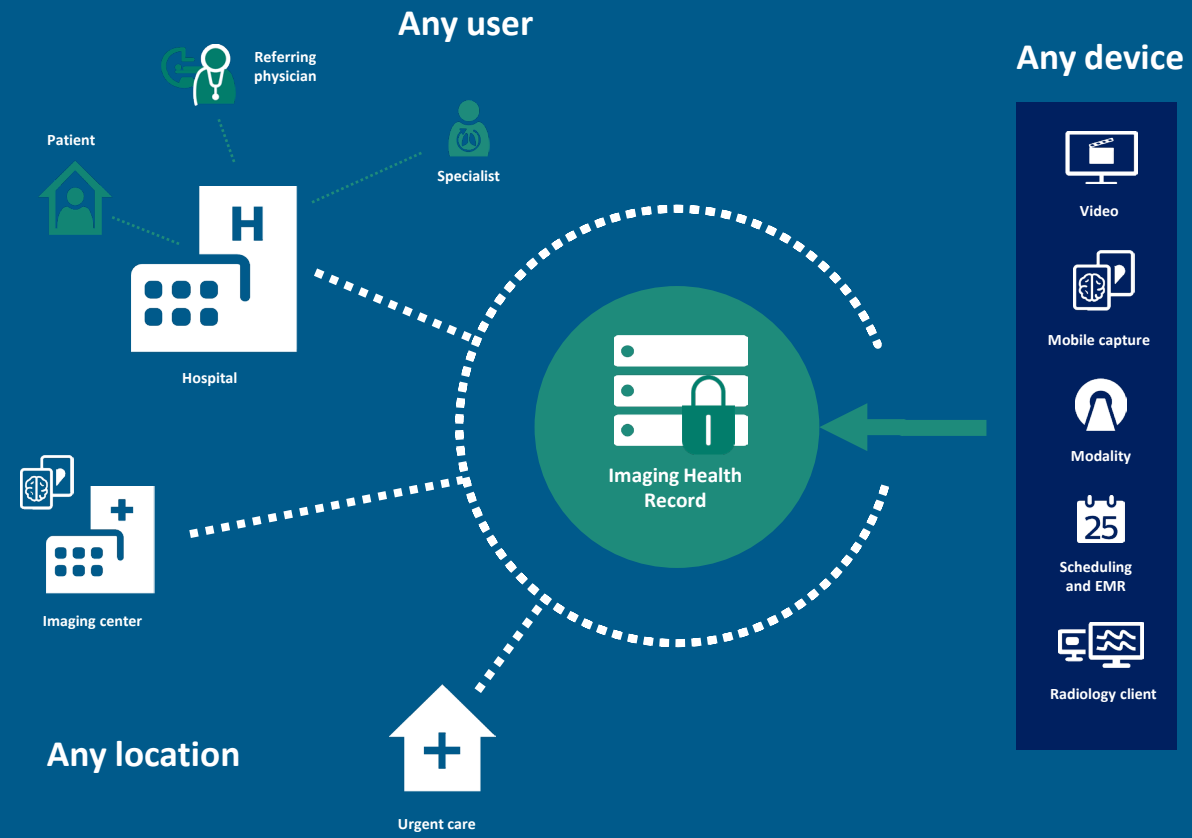 Any user
Any device
Referring
physician
Patient
Specialist
H
Hospital
Imaging center
Any location
Urgent care
Imaging Health
Record
Video
Mobile capture
Modality
25
Scheduling
and EMR
Radiology client